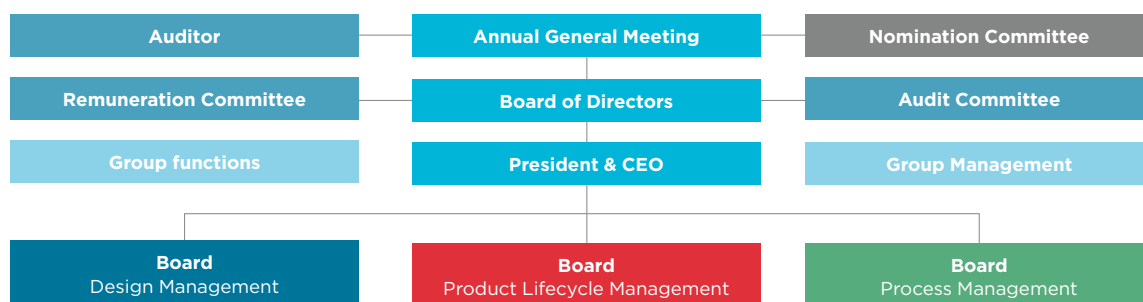 Auditor
Annual General Meeting
Nomination Committee
Remuneration Committee
Board of Directors
Audit Committee
Group functions
President & CEO
Group Management
Board
Design Management
Board
Product Lifecycle Management
Board
Process Management